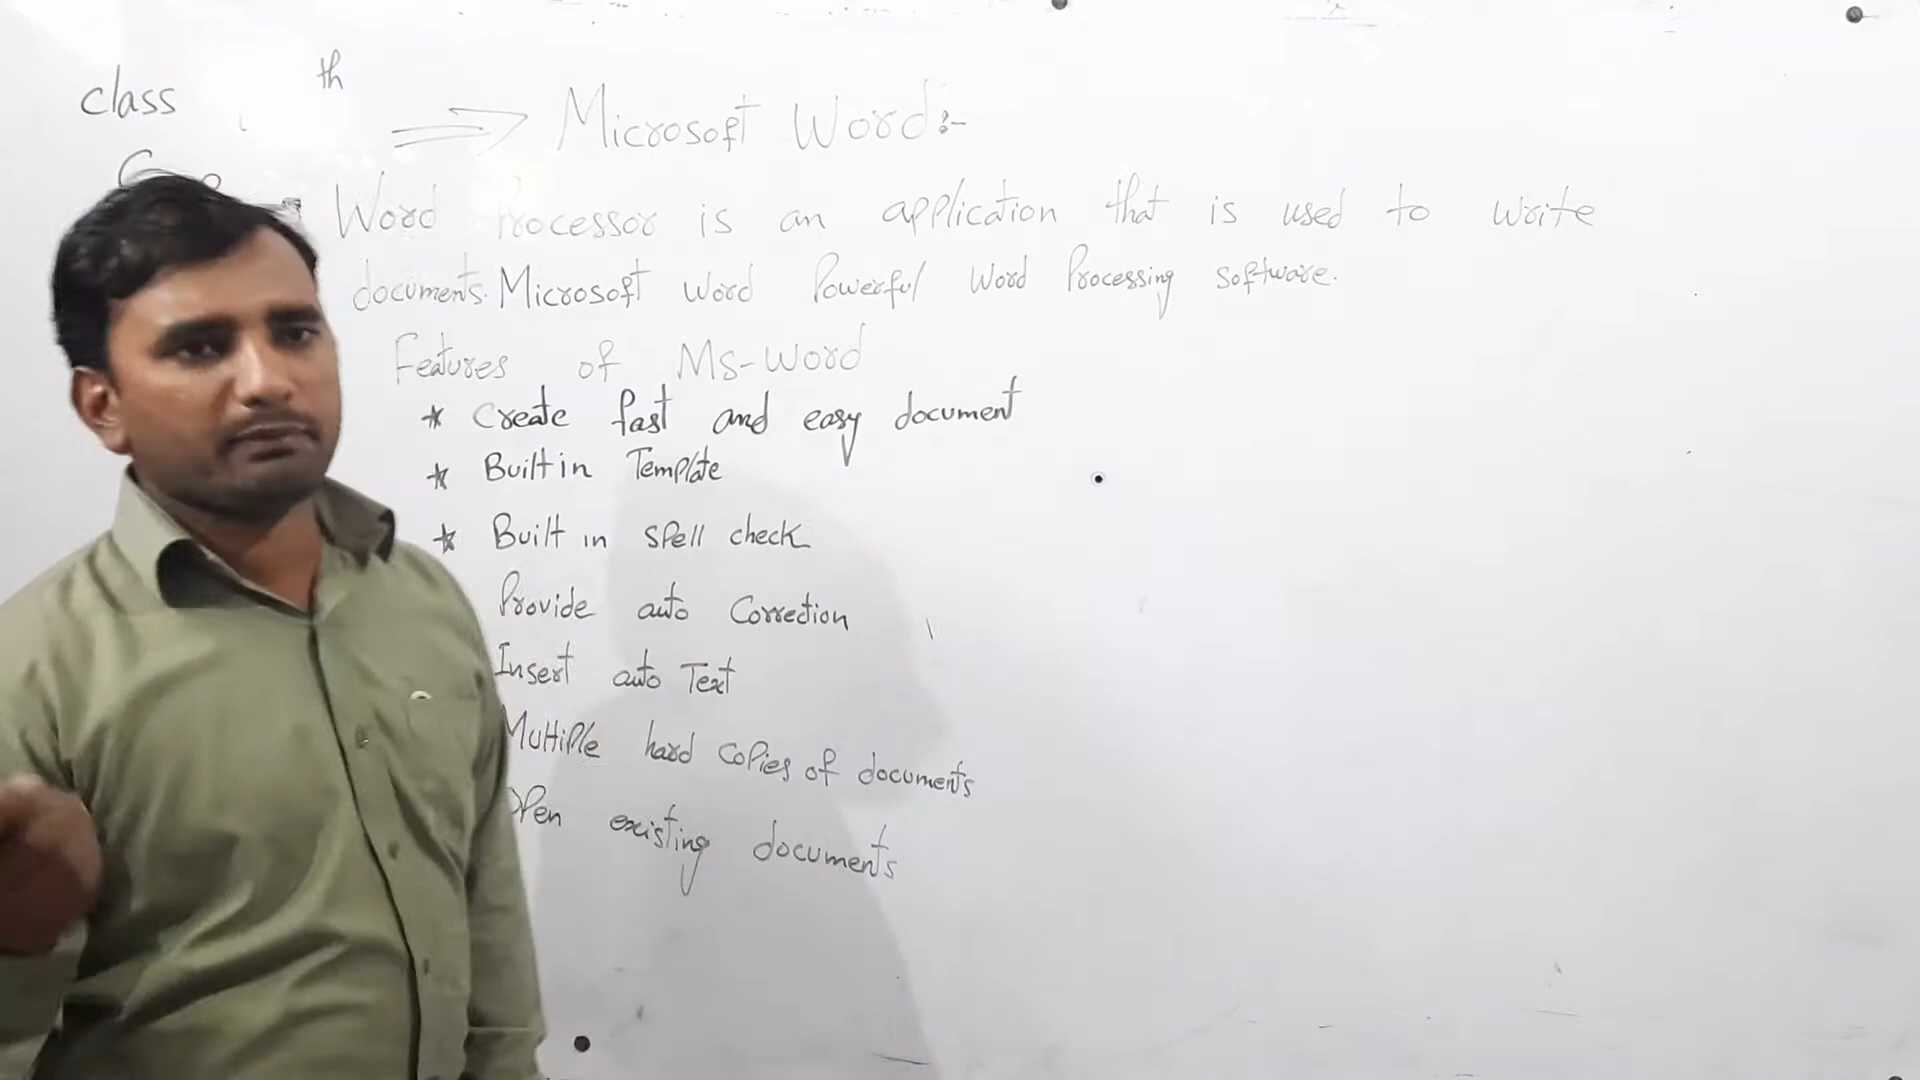 class th
⇒ Microsoft Word:-
Word Processor is an application that is used to write
documents. Microsoft word Powerful Word Processing software.
Features of Ms-Word
* Create fast and easy document
* Built in Template
* Built in spell check
Provide auto Correction
Insert auto Text
Multiple hard copies of documents
Open existing documents